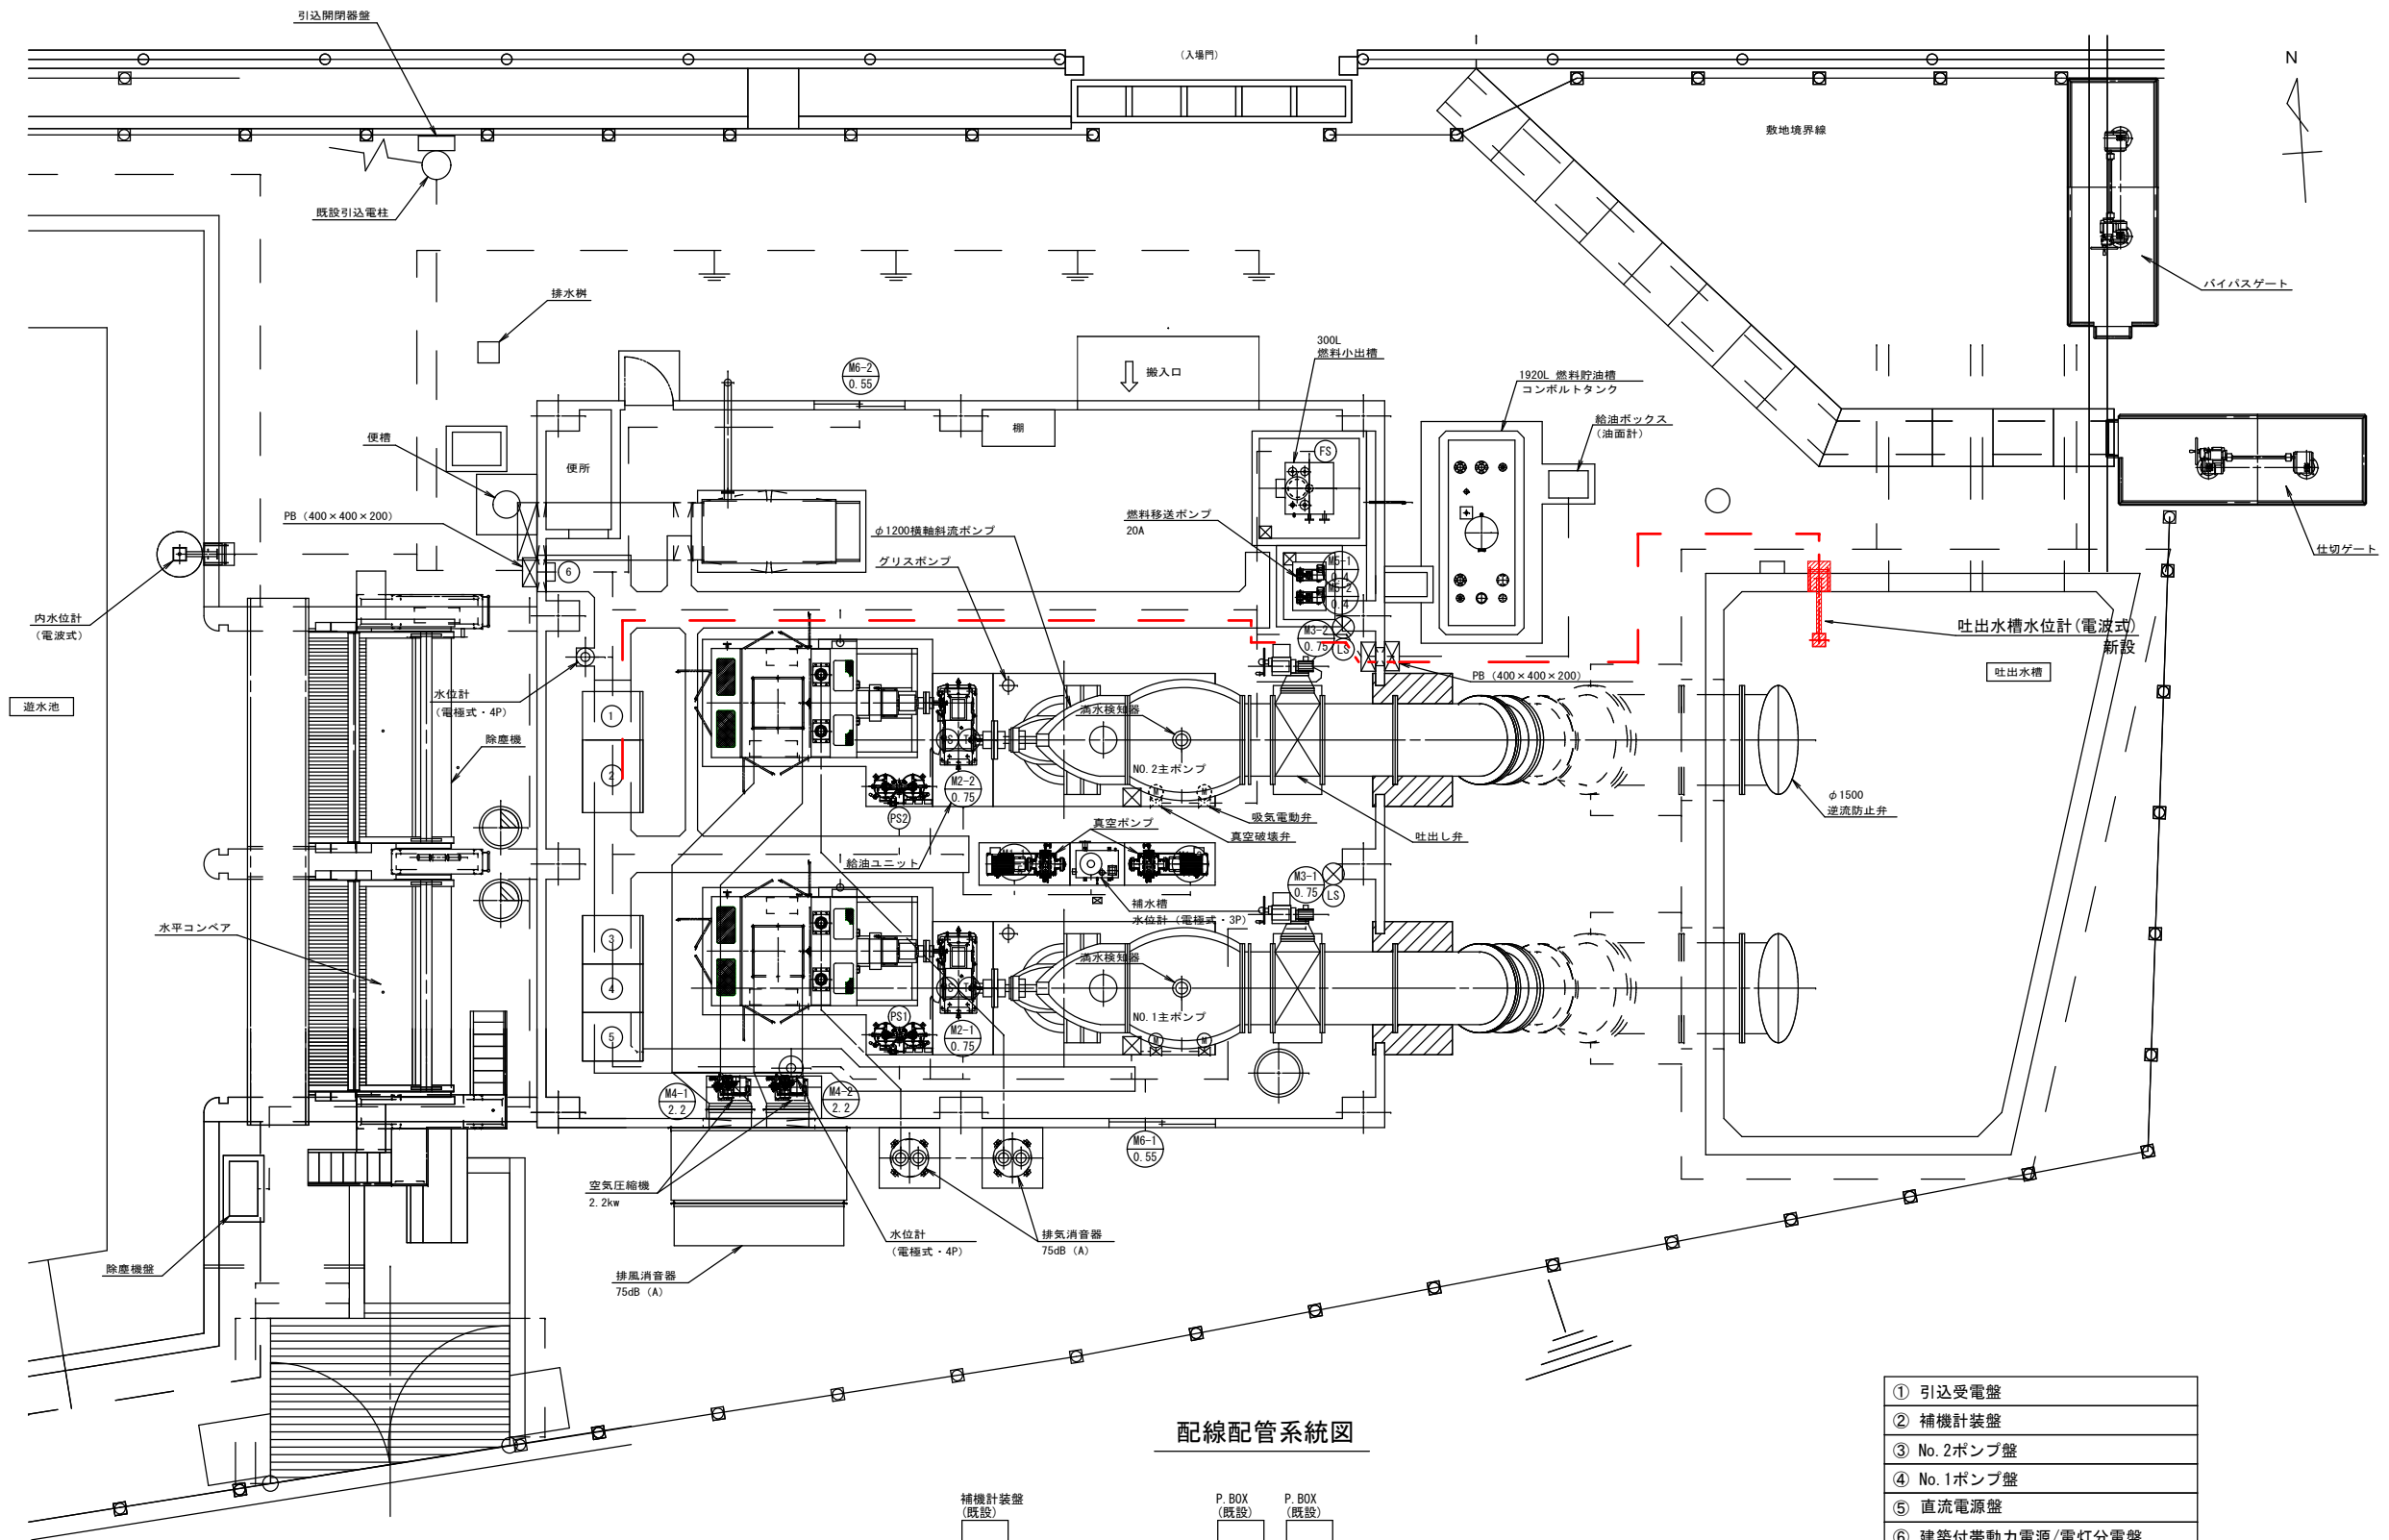 引込開閉器盤
(入場門)
N
敷地境界線
既設引込電柱
バイパスゲート
排水桝
300L
燃料小出槽
搬入口
M6-2
0.55
1920L 燃料貯油槽
コンボルトタンク
給油ボックス
(油面計)
棚
便槽
便所
FS
PB (400×400×200)
φ1200横軸斜流ポンプ
燃料移送ポンプ
20A
グリスポンプ
仕切ゲート
M5-1
0.4
M5-2
0.4
6
内水位計
(電波式)
M3-2
0.75
LS
吐出水槽水位計(電波式)
新設
PB (400×400×200)
吐出水槽
遊水池
水位計
(電極式・4P)
1
除塵機
満水検知器
S
T
2
NO.2主ポンプ
M2-2
0.75
M
M
PS2
φ1500
逆流防止弁
真空ポンプ
吸気電動弁
真空破壊弁
吐出し弁
給油ユニット
M3-1
0.75
LS
補水槽
水位計 (電極式・3P)
水平コンベア
3
満水検知器
4
S
T
NO.1主ポンプ
PS1
M2-1
0.75
5
M
M
M4-1
2.2
M4-2
2.2
M6-1
0.55
空気圧縮機
2.2kw
水位計
(電極式・4P)
排気消音器
75dB (A)
除塵機盤
排風消音器
75dB (A)
配線配管系統図
① 引込受電盤
② 補機計装盤
③ No.2ポンプ盤
④ No.1ポンプ盤
⑤ 直流電源盤
⑥ 建築付帯動力電源/電灯分電盤
補機計装盤
(既設)
P.BOX
(既設)
P.BOX
(既設)